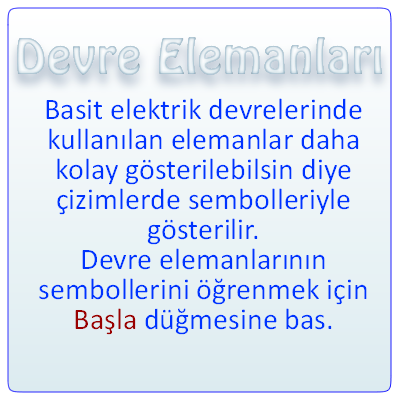 Devre Elemanları
Basit elektrik devrelerinde
kullanılan elemanlar daha
kolay gösterilebilsin diye
çizimlerde sembolleriyle
gösterilir.
Devre elemanlarının
sembollerini öğrenmek için
Başla düğmesine bas.